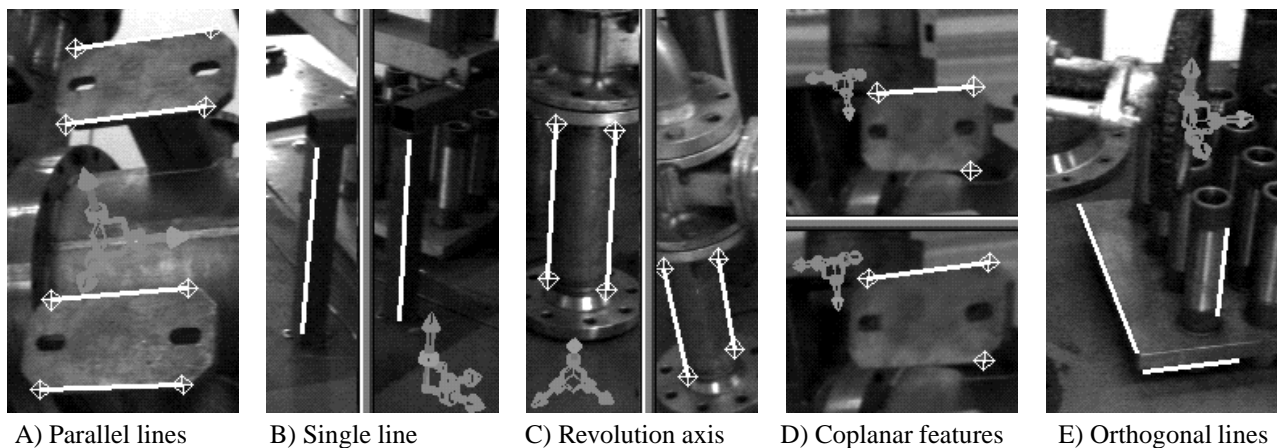 A) Parallel lines
B) Single line
C) Revolution axis
D) Coplanar features
E) Orthogonal lines